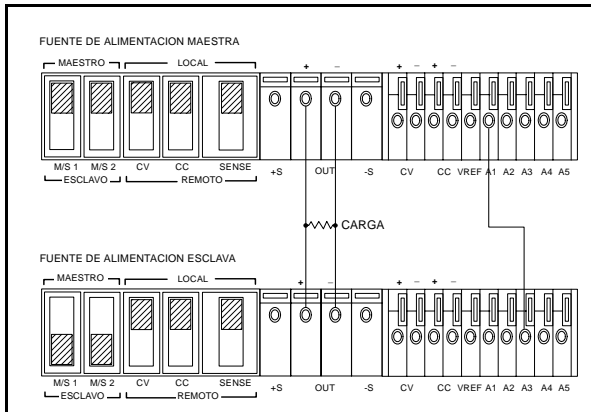 FUENTE DE ALIMENTACION MAESTRA
MAESTRO LOCAL + – + – + –
M/S 1 M/S 2 CV CC SENSE +S OUT -S CV CC VREF A1 A2 A3 A4 A5
ESCLAVO REMOTO
CARGA
FUENTE DE ALIMENTACION ESCLAVA
MAESTRO LOCAL + – + – + –
M/S 1 M/S 2 CV CC SENSE +S OUT -S CV CC VREF A1 A2 A3 A4 A5
ESCLAVO REMOTO